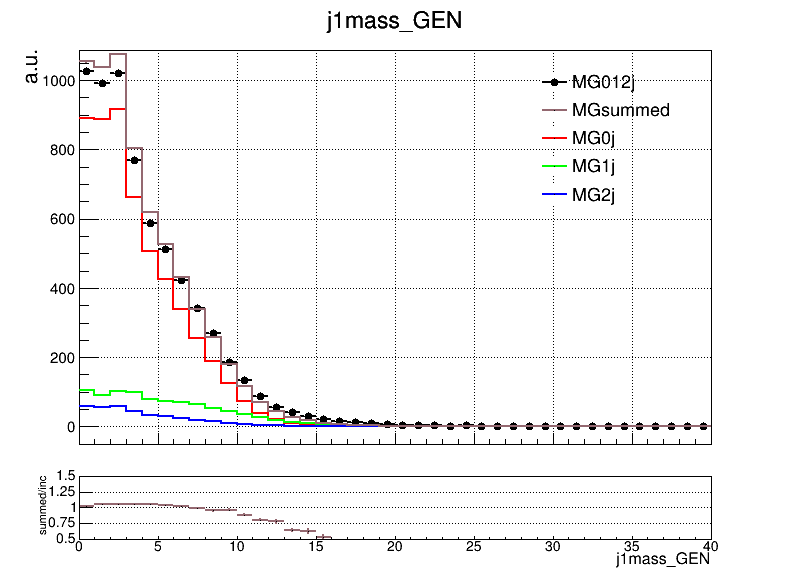 j1mass_GEN
a.u.
1000
800
600
400
200
0
MG012j
MGsummed
MG0j
MG1j
MG2j
summed/inc
1.5
1.25
1
0.75
0.5
0 5 10 15 20 25 30 35 40
j1mass_GEN